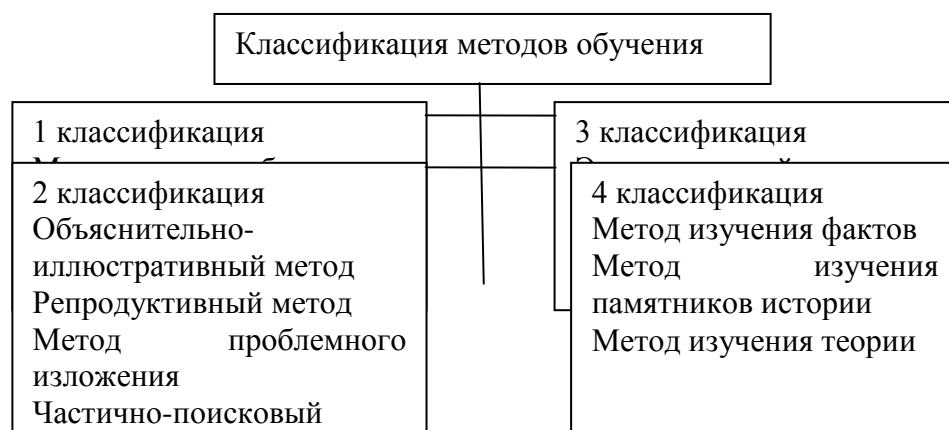 Классификация методов обучения
1 классификация
3 классификация
2 классификация
Объяснительно-
иллюстративный метод
Репродуктивный метод
Метод проблемного
изложения
Частично-поисковый
4 классификация
Метод изучения фактов
Метод изучения
памятников истории
Метод изучения теории